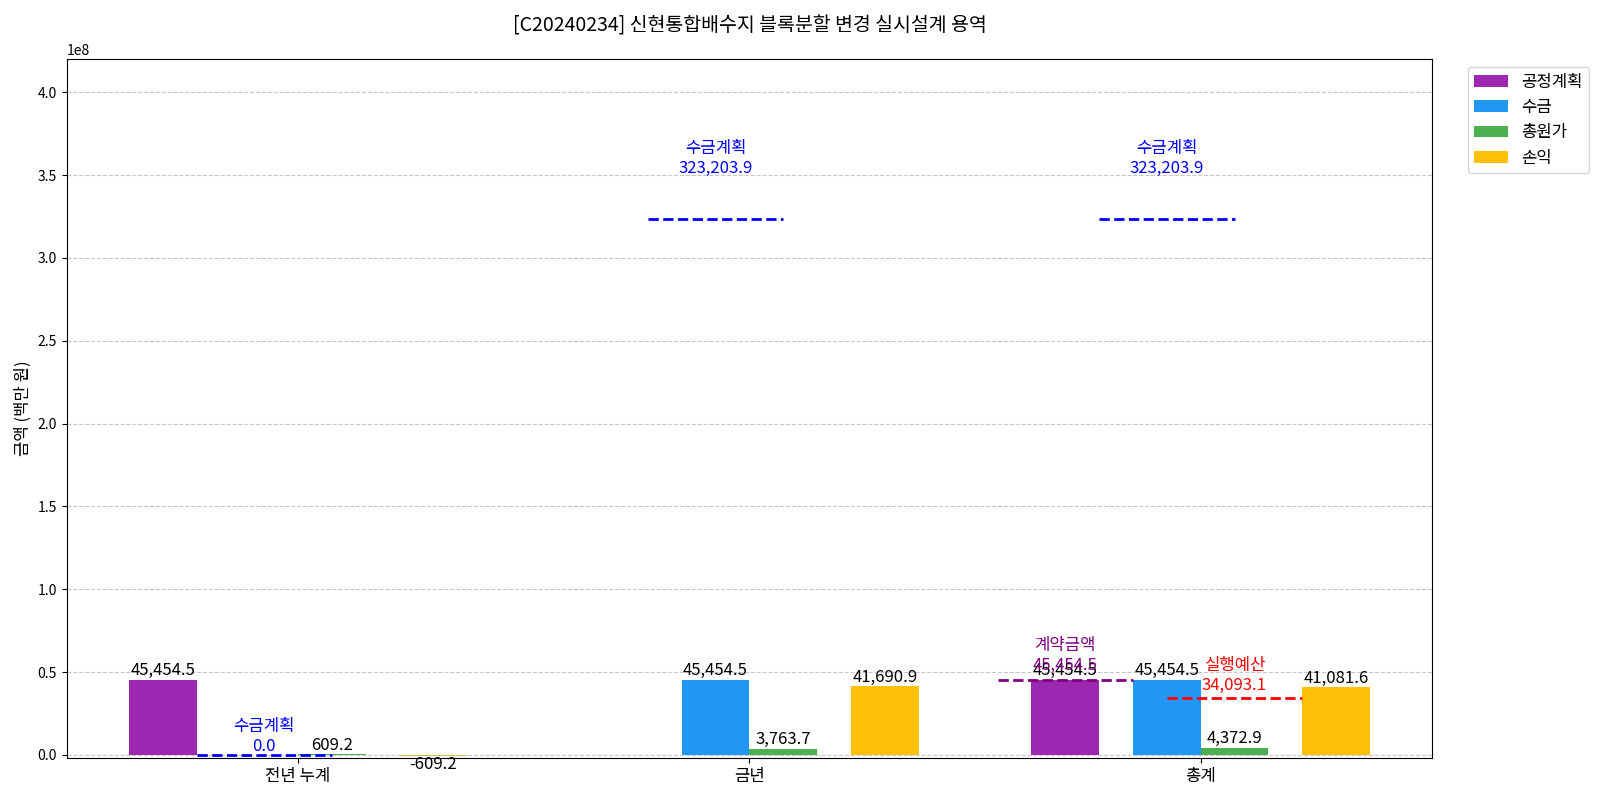 [C20240234] 신현통합배수지 블록분할 변경 실시설계 용역
1e8
공정계획
수금
총원가
손익
금액 (백만 원)
4.0
3.5
3.0
2.5
2.0
1.5
1.0
0.5
0.0
수금계획
323,203.9
수금계획
323,203.9
45,454.5
수금계획
0.0
609.2
-609.2
45,454.5
3,763.7
41,690.9
계약금액
45,454.5
45,454.5
45,454.5
실행예산
34,093.1
4,372.9
41,081.6
전년 누계
금년
총계